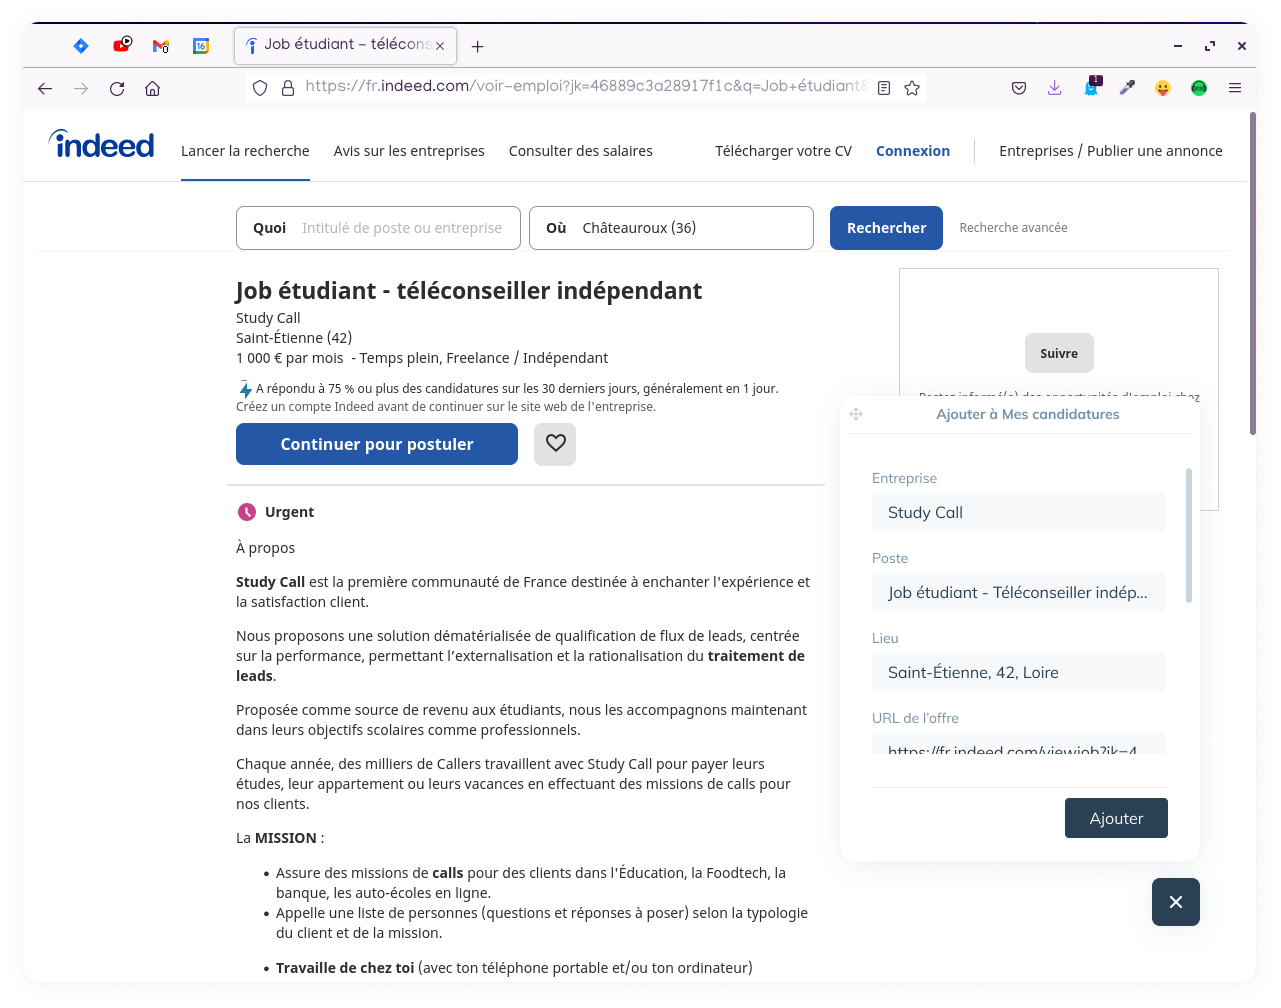 Job étudiant – télécons
https://fr.indeed.com/voir-emploi?jk=46889c3a28917f1c&q=Job+étudiant&
indeed
Lancer la recherche
Avis sur les entreprises
Consulter des salaires
Télécharger votre CV
Connexion
Entreprises / Publier une annonce
Quoi
Intitulé de poste ou entreprise
Où
Châteauroux (36)
Rechercher
Recherche avancée
Job étudiant - téléconseiller indépendant
Study Call
Saint-Étienne (42)
1 000 € par mois - Temps plein, Freelance / Indépendant
A répondu à 75 % ou plus des candidatures sur les 30 derniers jours, généralement en 1 jour.
Créez un compte Indeed avant de continuer sur le site web de l'entreprise.
Continuer pour postuler
Urgent
À propos
Study Call est la première communauté de France destinée à enchanter l'expérience et
la satisfaction client.
Nous proposons une solution dématérialisée de qualification de flux de leads, centrée
sur la performance, permettant l’externalisation et la rationalisation du traitement de
leads.
Proposée comme source de revenu aux étudiants, nous les accompagnons maintenant
dans leurs objectifs scolaires comme professionnels.
Chaque année, des milliers de Callers travaillent avec Study Call pour payer leurs
études, leur appartement ou leurs vacances en effectuant des missions de calls pour
nos clients.
La MISSION :
• Assure des missions de calls pour des clients dans l'Éducation, la Foodtech, la
banque, les auto-écoles en ligne.
• Appelle une liste de personnes (questions et réponses à poser) selon la typologie
du client et de la mission.
• Travaille de chez toi (avec ton téléphone portable et/ou ton ordinateur)
Suivre
Restez informé(e) des opportunités d'emploi chez
Ajouter à Mes candidatures
Entreprise
Study Call
Poste
Job étudiant - Téléconseiller indép...
Lieu
Saint-Étienne, 42, Loire
URL de l’offre
https://fr.indeed.com/viewjob?jk=4
Ajouter